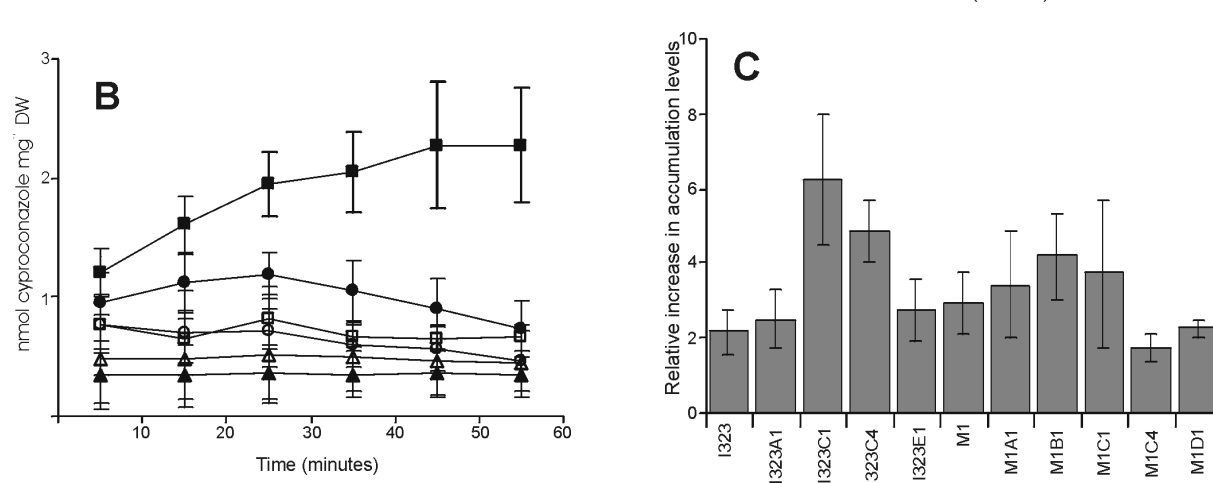 B
nmol cyproconazole mg¨ DW
3
2
1
10
20
30
40
50
60
Time (minutes)
C
Relative increase in accumulation levels
10
8
6
4
2
0
I323
I323A1
I323C1
323C4
I323E1
M1
M1A1
M1B1
M1C1
M1C4
M1D1